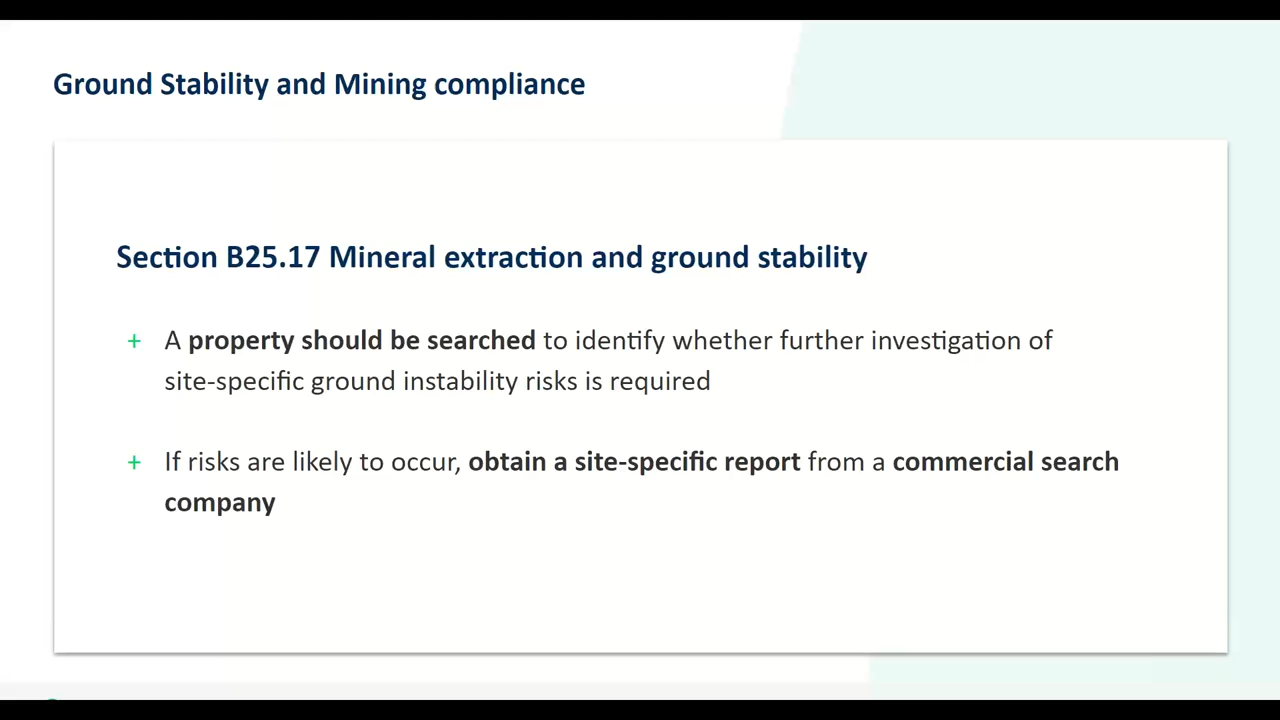 Ground Stability and Mining compliance
Section B25.17 Mineral extraction and ground stability
+ A property should be searched to identify whether further investigation of
site-specific ground instability risks is required
+ If risks are likely to occur, obtain a site-specific report from a commercial search
company